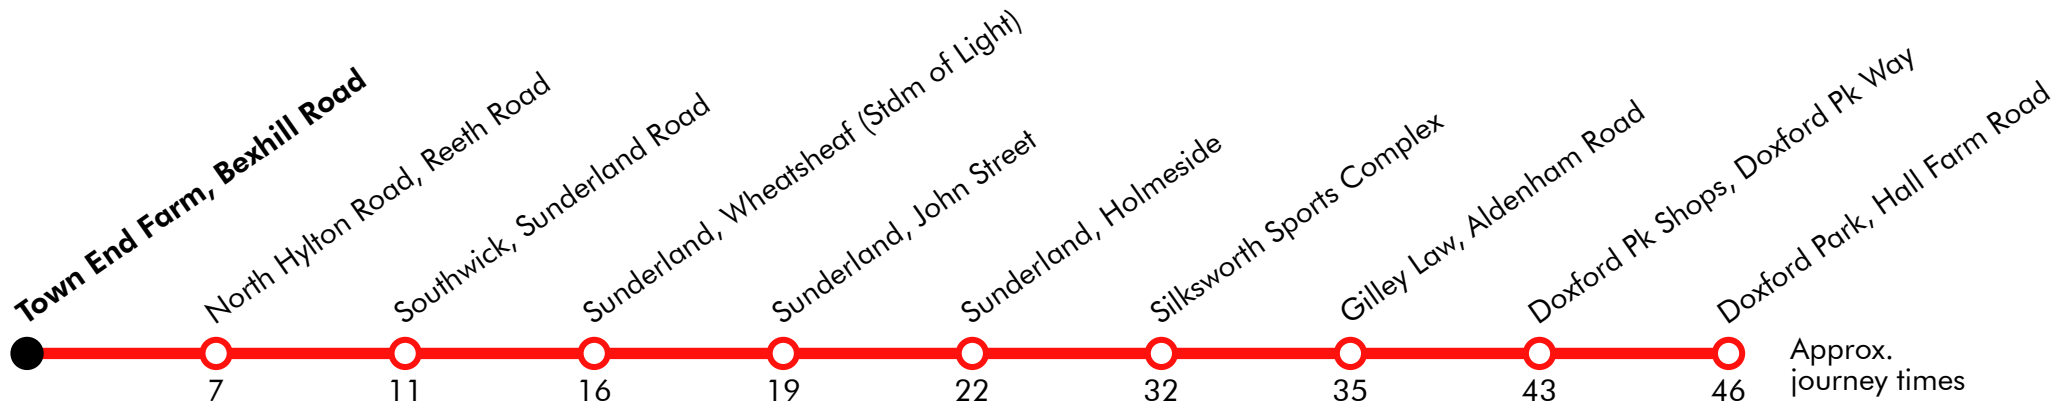 Town End Farm, Bexhill Road
North Hylton Road, Reeth Road
Southwick, Sunderland Road
Sunderland, Wheatsheaf (Stdm of Light)
Sunderland, John Street
Sunderland, Holmeside
Silksworth Sports Complex
Gilley Law, Aldenham Road
Doxford Pk Shops, Doxford Pk Way
Doxford Park, Hall Farm Road
7
11
16
19
22
32
35
43
46
Approx.
journey times